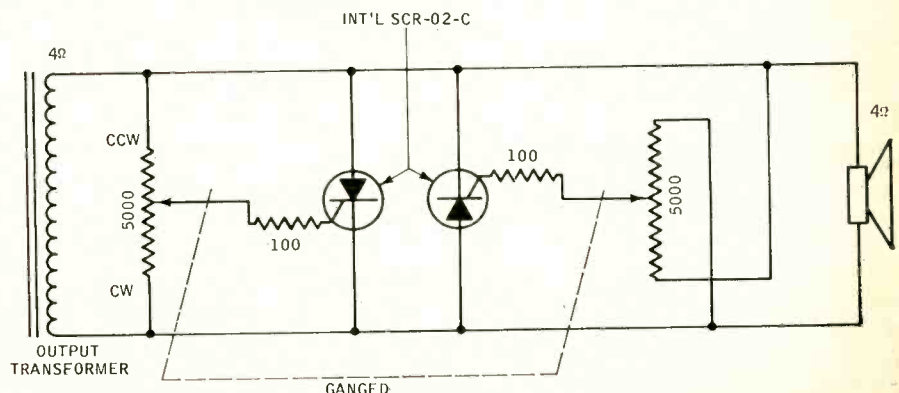 INT'L SCR-02-C
4Ω
CCW
5000
CW
100
100
5000
4Ω
OUTPUT
TRANSFORMER
GANGED